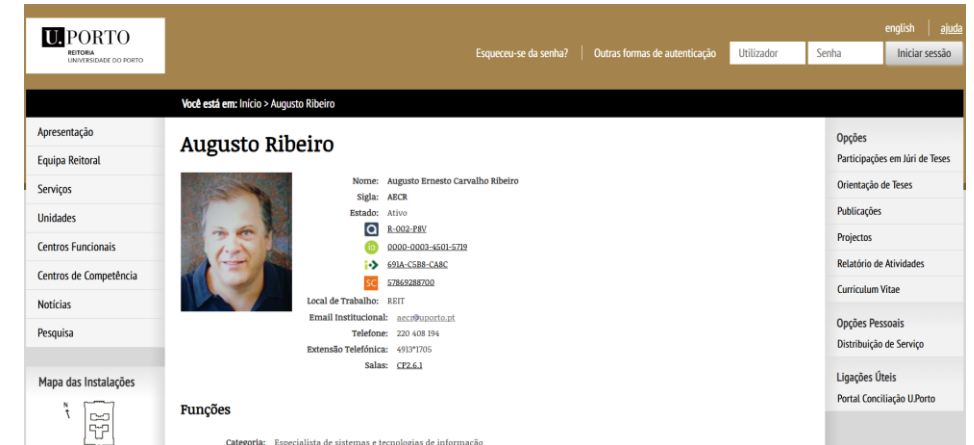 U. PORTO
REITORIA
UNIVERSIDADE DO PORTO
english
ajuda
Esqueceu-se da senha?
Outras formas de autenticação
Utilizador
Senha
Iniciar sessão
Você está em: Início > Augusto Ribeiro
Apresentação
Equipa Reitoral
Serviços
Unidades
Centros Funcionais
Centros de Competência
Notícias
Pesquisa
Mapa das Instalações
N
Augusto Ribeiro
Nome: Augusto Ernesto Carvalho Ribeiro
Sigla: AECR
Estado: Ativo
R-002-P8V
iD 0000-0003-4501-5719
691A-C5B8-CA8C
SC 57869288700
Local de Trabalho: REIT
Email Institucional: aecr@uporto.pt
Telefone: 220 408 194
Extensão Telefónica: 4913*1705
Salas: CP2.6.1
Funções
Categoria: Especialista de sistemas e tecnologias de informação
Opções
Participações em Júri de Teses
Orientação de Teses
Publicações
Projectos
Relatório de Atividades
Curriculum Vitae
Opções Pessoais
Distribuição de Serviço
Ligações Úteis
Portal Conciliação U.Porto